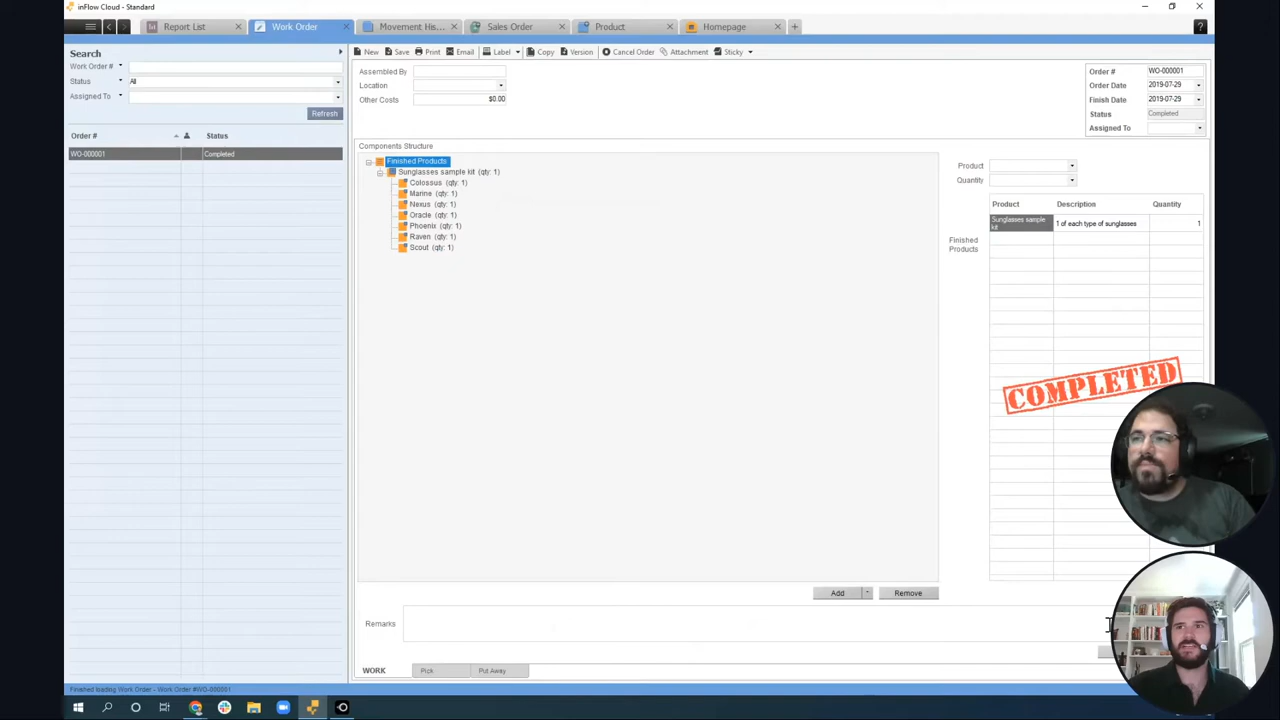 inFlow Cloud - Standard
Report List
Work Order
Movement His...
Sales Order
Product
Homepage
Search
Work Order #
Status
All
Assigned To
Refresh
Order #
Status
WO-000001
Completed
New
Save
Print
Email
Label
Copy
Version
Cancel Order
Attachment
Sticky
Assembled By
Location
Other Costs
$0.00
Order #
WO-000001
Order Date
2019-07-29
Finish Date
2019-07-29
Status
Completed
Assigned To
Components Structure
Finished Products
Sunglasses sample kit (qty: 1)
Colossus (qty: 1)
Marine (qty: 1)
Nexus (qty: 1)
Oracle (qty: 1)
Phoenix (qty: 1)
Raven (qty: 1)
Scout (qty: 1)
Product
Quantity
Product
Description
Quantity
Sunglasses sample
kit
1 of each type of sunglasses
1
Finished
Products
COMPLETED
Add
Remove
Remarks
WORK
Pick
Put Away
Finished loading Work Order - Work Order #WO-000001